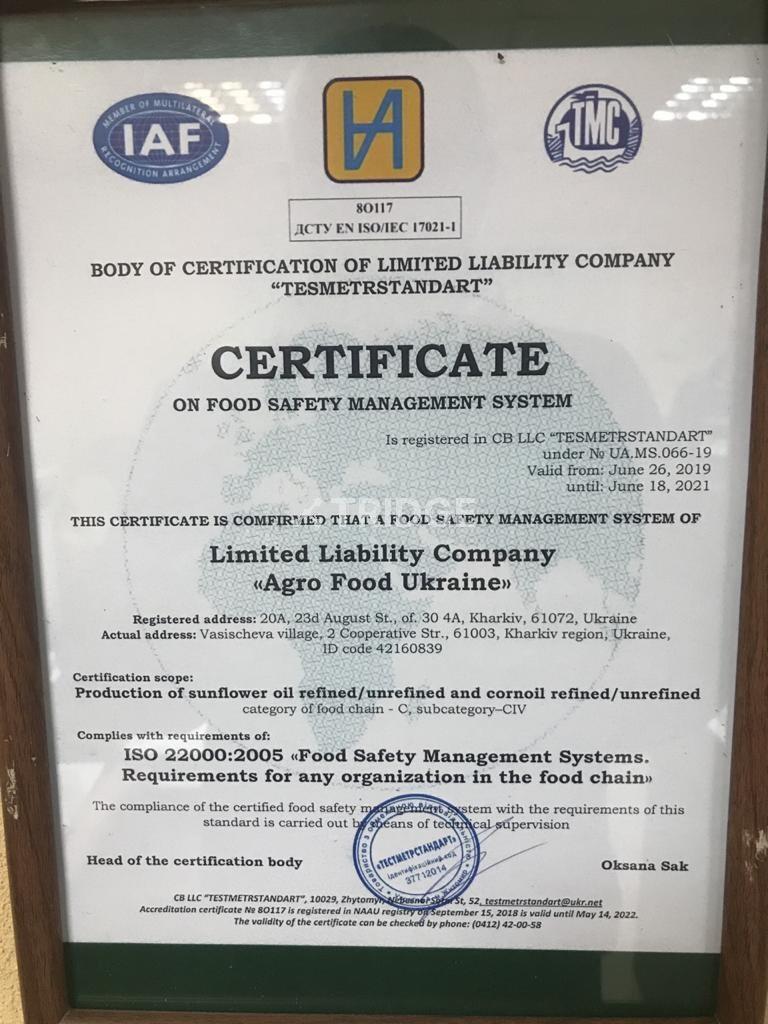 MEMBER OF MULTILATERAL
IAF
RECOGNITION ARRANGEMENT
TMC
8О117
ДСТУ EN ISO/IEC 17021-1
BODY OF CERTIFICATION OF LIMITED LIABILITY COMPANY
“TESMETRSTANDART”
CERTIFICATE
ON FOOD SAFETY MANAGEMENT SYSTEM
Is registered in CB LLC “TESMETRSTANDART”
under № UA.MS.066-19
Valid from: June 26, 2019
until: June 18, 2021
TRIDGE
THIS CERTIFICATE IS COMFIRMED THAT A FOOD SAFETY MANAGEMENT SYSTEM OF
Limited Liability Company
«Agro Food Ukraine»
Registered address: 20A, 23d August St., of. 30 4A, Kharkiv, 61072, Ukraine
Actual address: Vasischeva village, 2 Cooperative Str., 61003, Kharkiv region, Ukraine,
ID code 42160839
Certification scope:
Production of sunflower oil refined/unrefined and cornoil refined/unrefined
category of food chain - C, subcategory–CIV
Complies with requirements of:
ISO 22000:2005 «Food Safety Management Systems.
Requirements for any organization in the food chain»
The compliance of the certified food safety management system with the requirements of this
standard is carried out by means of technical supervision
«ТЕСТМЕТРСТАНДАРТ»
Ідентифікаційний код
37712014
Head of the certification body
Oksana Sak
CB LLC “TESTMETRSTANDART”, 10029, Zhytomyr, St, 52, testmetrstandart@ukr.net
Accreditation certificate № 8О117 is registered in NAAU registry on September 15, 2018 is valid until May 14, 2022.
The validity of the certificate can be checked by phone: (0412) 42-00-58